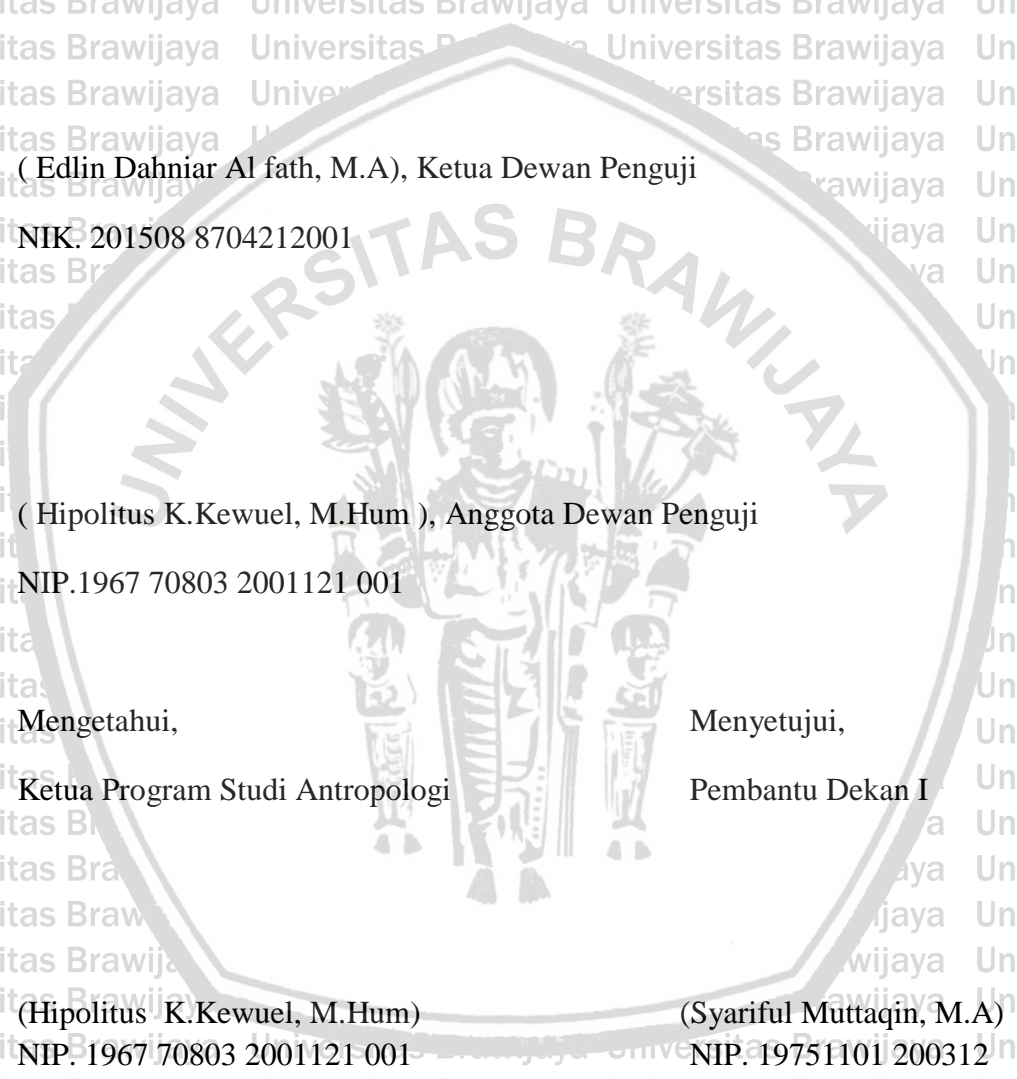 ( Edlin Dahniar Al fath, M.A), Ketua Dewan Penguji
NIK. 201508 8704212001
UNIVERSITAS BRAWIJAYA
( Hipolitus K.Kewuel, M.Hum ), Anggota Dewan Penguji
NIP.1967 70803 2001121 001
Mengetahui, Menyetujui,
Ketua Program Studi Antropologi Pembantu Dekan I
(Hipolitus K.Kewuel, M.Hum) (Syariful Muttaqin, M.A)
NIP. 1967 70803 2001121 001 NIP. 19751101 200312